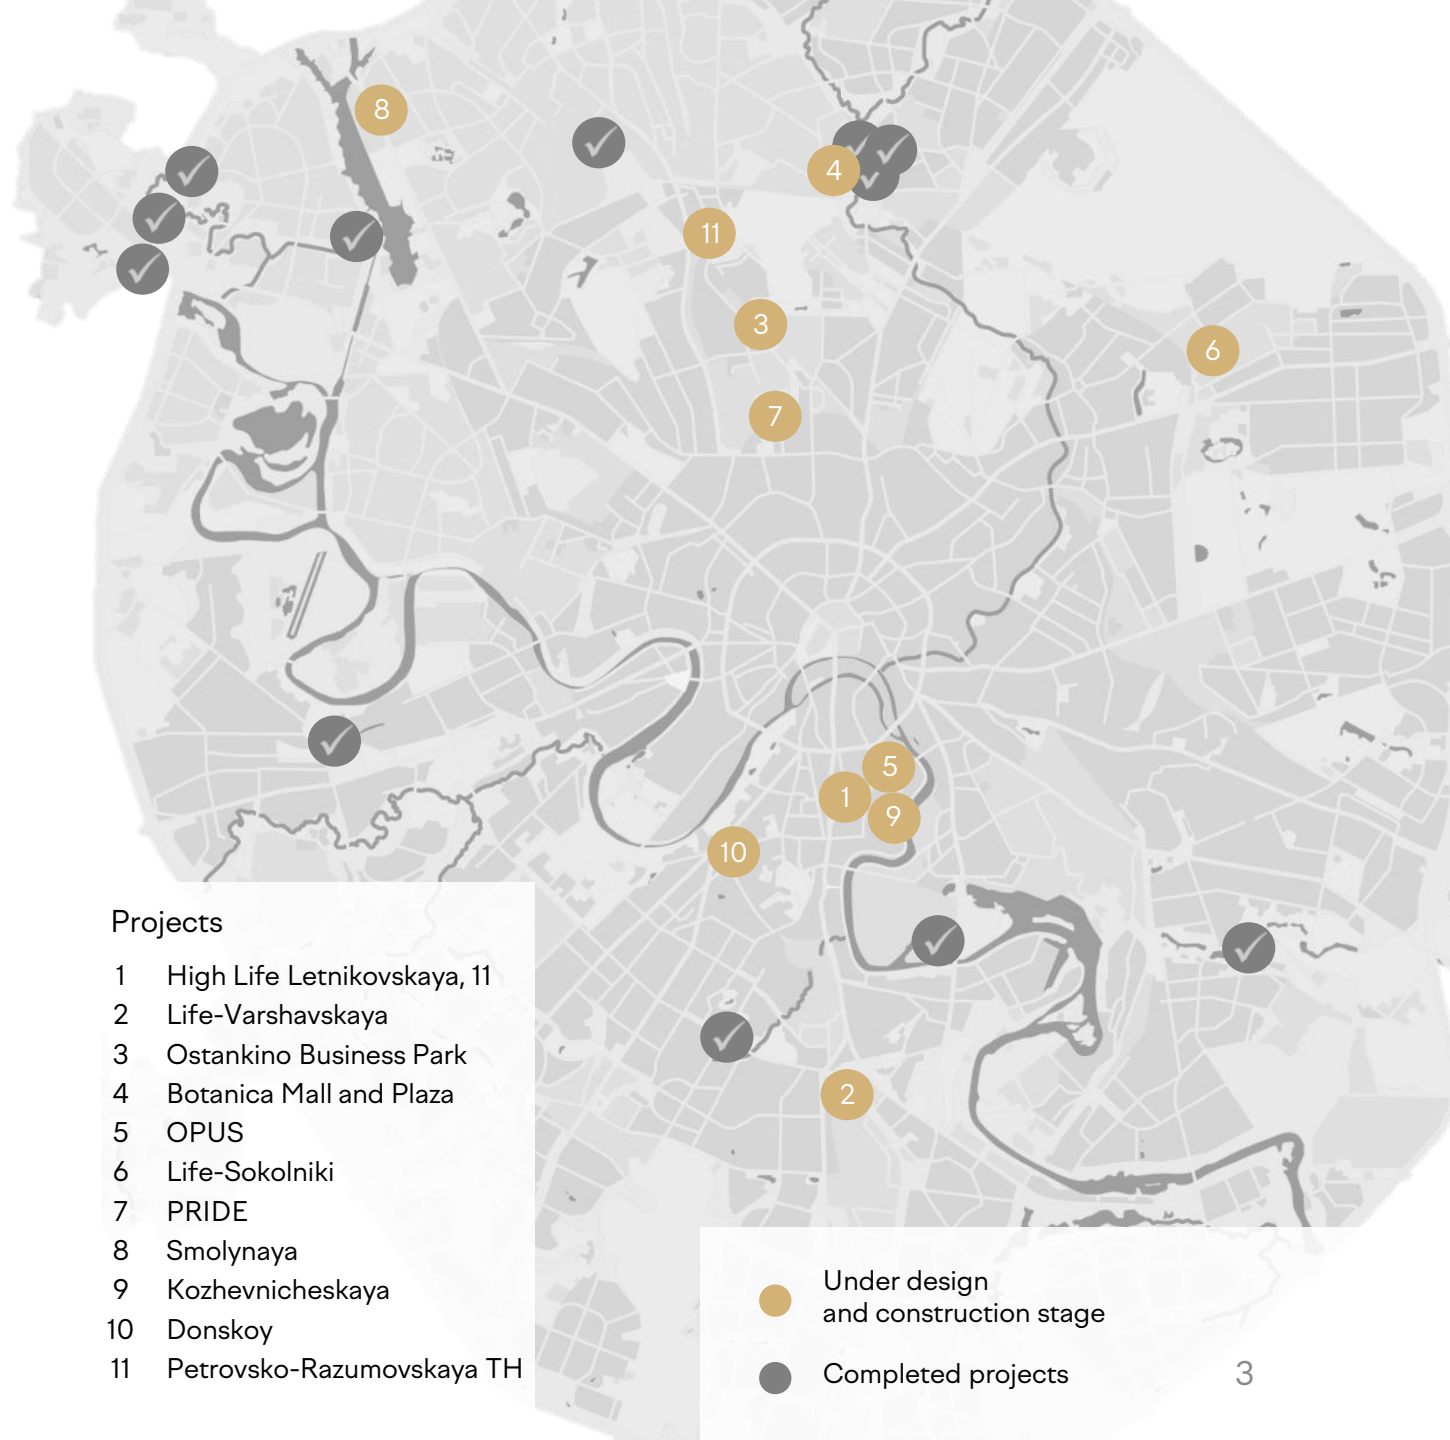 8
4
11
3
6
7
5
1
9
10
2
Projects
1 High Life Letnikovskaya, 11
2 Life-Varshavskaya
3 Ostankino Business Park
4 Botanica Mall and Plaza
5 OPUS
6 Life-Sokolniki
7 PRIDE
8 Smolynaya
9 Kozhevnicheskaya
10 Donskoy
11 Petrovsko-Razumovskaya TH
Under design
and construction stage
Completed projects
3